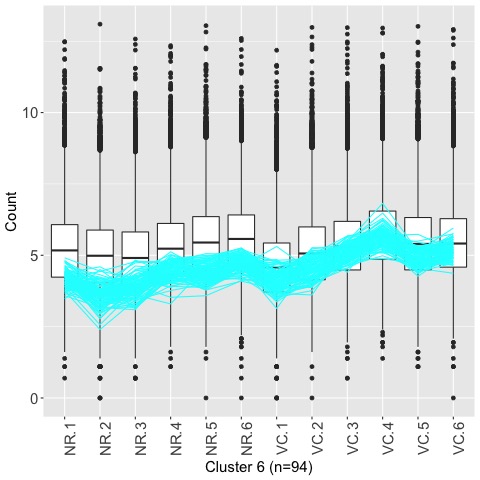 Count
10
5
0
NR.1
NR.2
NR.3
NR.4
NR.5
NR.6
VC.1
VC.2
VC.3
VC.4
VC.5
VC.6
Cluster 6 (n=94)